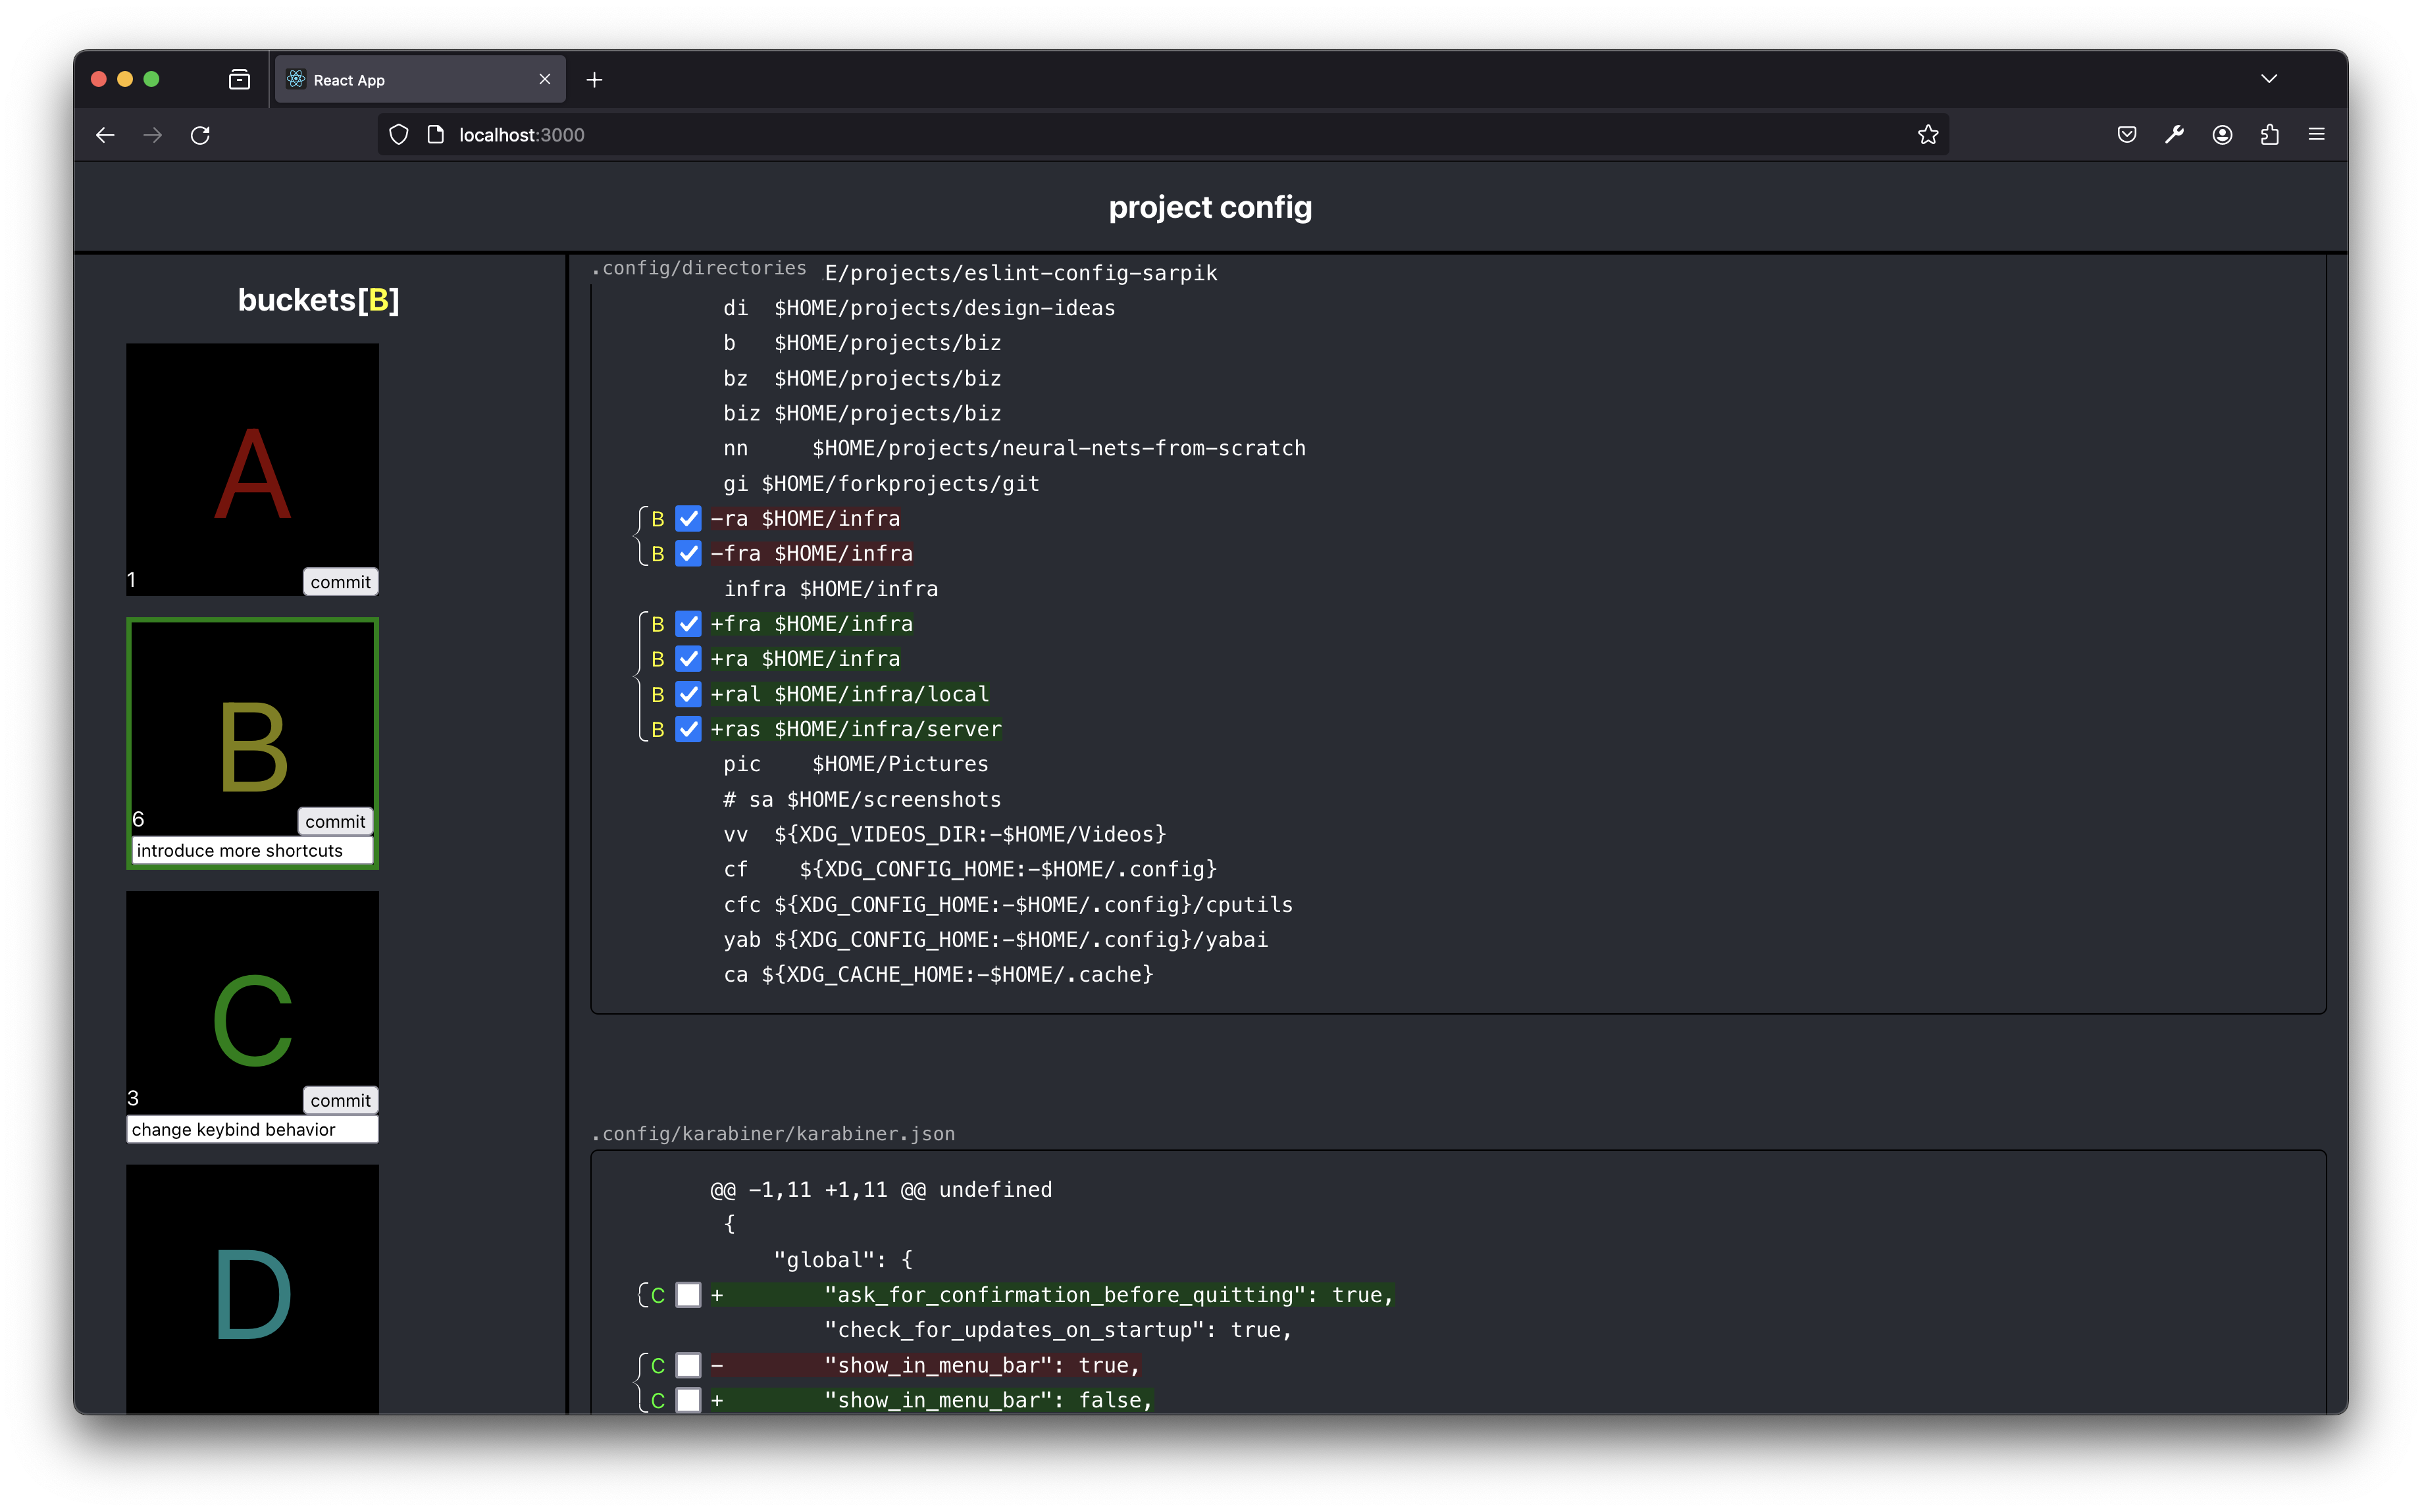 React App
localhost:3000
project config
buckets[B]
A
1
commit
B
6
commit
introduce more shortcuts
C
3
commit
change keybind behavior
D
.config/directories
E/projects/eslint-config-sarpik
di  $HOME/projects/design-ideas
b   $HOME/projects/biz
bz  $HOME/projects/biz
biz $HOME/projects/biz
nn     $HOME/projects/neural-nets-from-scratch
gi $HOME/forkprojects/git
B -ra $HOME/infra
B -fra $HOME/infra
infra $HOME/infra
B +fra $HOME/infra
B +ra $HOME/infra
B +ral $HOME/infra/local
B +ras $HOME/infra/server
pic    $HOME/Pictures
# sa $HOME/screenshots
vv  ${XDG_VIDEOS_DIR:-$HOME/Videos}
cf    ${XDG_CONFIG_HOME:-$HOME/.config}
cfc ${XDG_CONFIG_HOME:-$HOME/.config}/cputils
yab ${XDG_CONFIG_HOME:-$HOME/.config}/yabai
ca ${XDG_CACHE_HOME:-$HOME/.cache}
.config/karabiner/karabiner.json
@@ -1,11 +1,11 @@ undefined
{
"global": {
C +        "ask_for_confirmation_before_quitting": true,
"check_for_updates_on_startup": true,
C -        "show_in_menu_bar": true,
C +        "show_in_menu_bar": false,